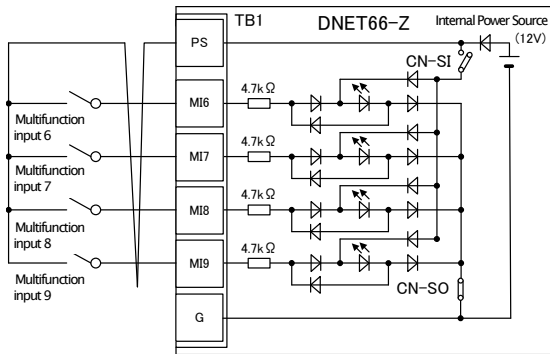 TB1
DNET66-Z
Internal Power Source
(12V)
PS
CN-SI
MI6
4.7kΩ
Multifunction
input 6
MI7
4.7kΩ
Multifunction
input 7
MI8
4.7kΩ
Multifunction
input 8
MI9
4.7kΩ
Multifunction
input 9
CN-SO
G